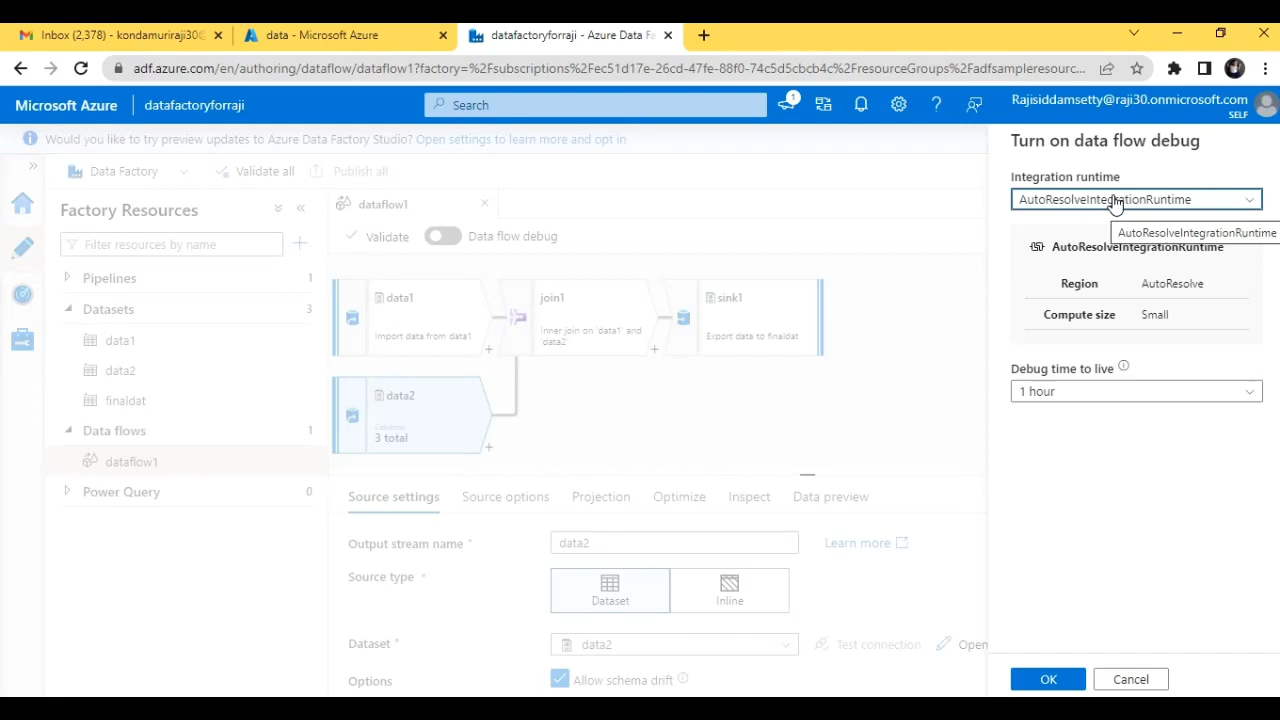 Inbox (2,378) - kondamuriraji30@
data - Microsoft Azure
datafactoryforraji - Azure Data Fa
adf.azure.com/en/authoring/dataflow/dataflow1?factory=%2Fsubscriptions%2Fec51d17e-26cd-47fe-88f0-74c5d5cbcb4c%2FresourceGroups%2Fadfsampleresourc...
Microsoft Azure
datafactoryforraji
Search
1
Rajisiddamsetty@raji30.onmicrosoft.com
SELF
Would you like to try preview updates to Azure Data Factory Studio? Open settings to learn more and opt in
Data Factory
Validate all
Publish all
Factory Resources
Filter resources by name
Pipelines 1
Datasets 3
data1
data2
finaldat
Data flows 1
dataflow1
Power Query 0
dataflow1
Validate
Data flow debug
data1
Import data from data1
join1
Inner join on 'data1' and
'data2'
sink1
Export data to finaldat
data2
Columns:
3 total
Source settings
Source options
Projection
Optimize
Inspect
Data preview
Output stream name *
data2
Learn more
Source type *
Dataset
Inline
Dataset *
data2
Test connection
Open
Options
Allow schema drift
Turn on data flow debug
Integration runtime
AutoResolveIntegrationRuntime
AutoResolveIntegrationRuntime
AutoResolveIntegrationRuntime
Region AutoResolve
Compute size Small
Debug time to live
1 hour
OK
Cancel